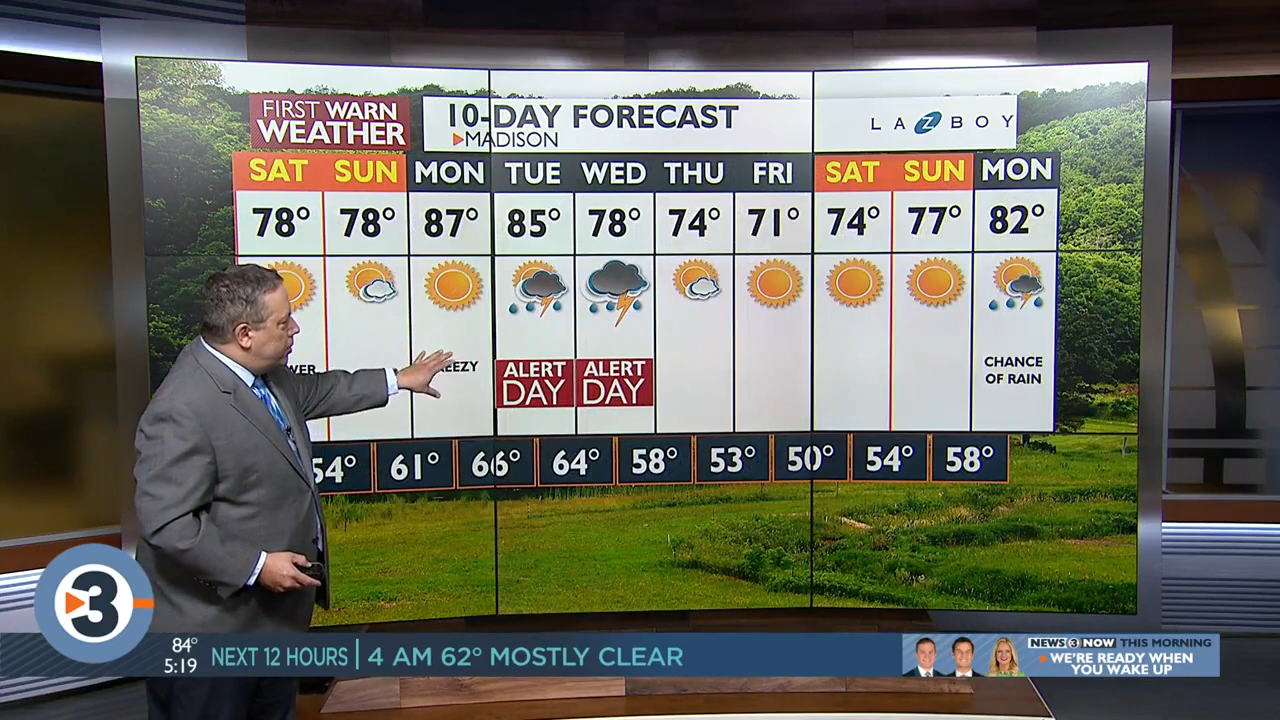 FIRST WARN
WEATHER
10-DAY FORECAST
MADISON
LA Z BOY
SAT SUN MON TUE WED THU FRI SAT SUN MON
78° 78° 87° 85° 78° 74° 71° 74° 77° 82°
ALERT DAY ALERT DAY
CHANCE
OF RAIN
54° 61° 66° 64° 58° 53° 50° 54° 58°
3
84°
5:19
NEXT 12 HOURS 4 AM 62° MOSTLY CLEAR
NEWS 3 NOW THIS MORNING
WE'RE READY WHEN
YOU WAKE UP